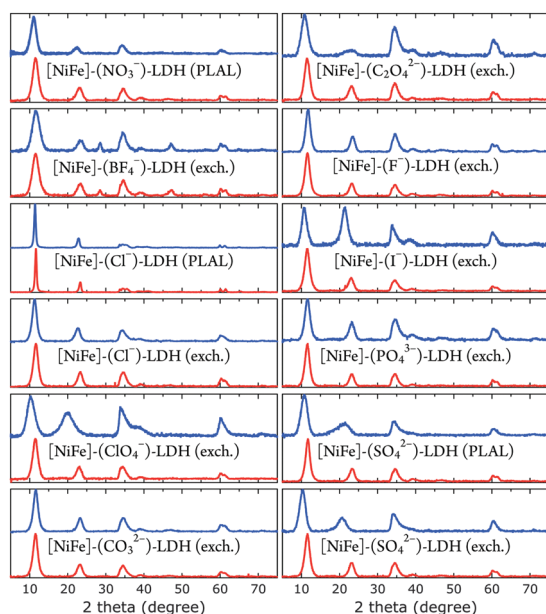 [NiFe]-(NO₃⁻)-LDH (PLAL)
[NiFe]-(BF₄⁻)-LDH (exch.)
[NiFe]-(Cl⁻)-LDH (PLAL)
[NiFe]-(Cl⁻)-LDH (exch.)
[NiFe]-(ClO₄⁻)-LDH (exch.)
[NiFe]-(CO₃²⁻)-LDH (exch.)
10 20 30 40 50 60 70
2 theta (degree)
[NiFe]-(C₂O₄²⁻)-LDH (exch.)
[NiFe]-(F⁻)-LDH (exch.)
[NiFe]-(I⁻)-LDH (exch.)
[NiFe]-(PO₄³⁻)-LDH (exch.)
[NiFe]-(SO₄²⁻)-LDH (PLAL)
[NiFe]-(SO₄²⁻)-LDH (exch.)
10 20 30 40 50 60 70
2 theta (degree)